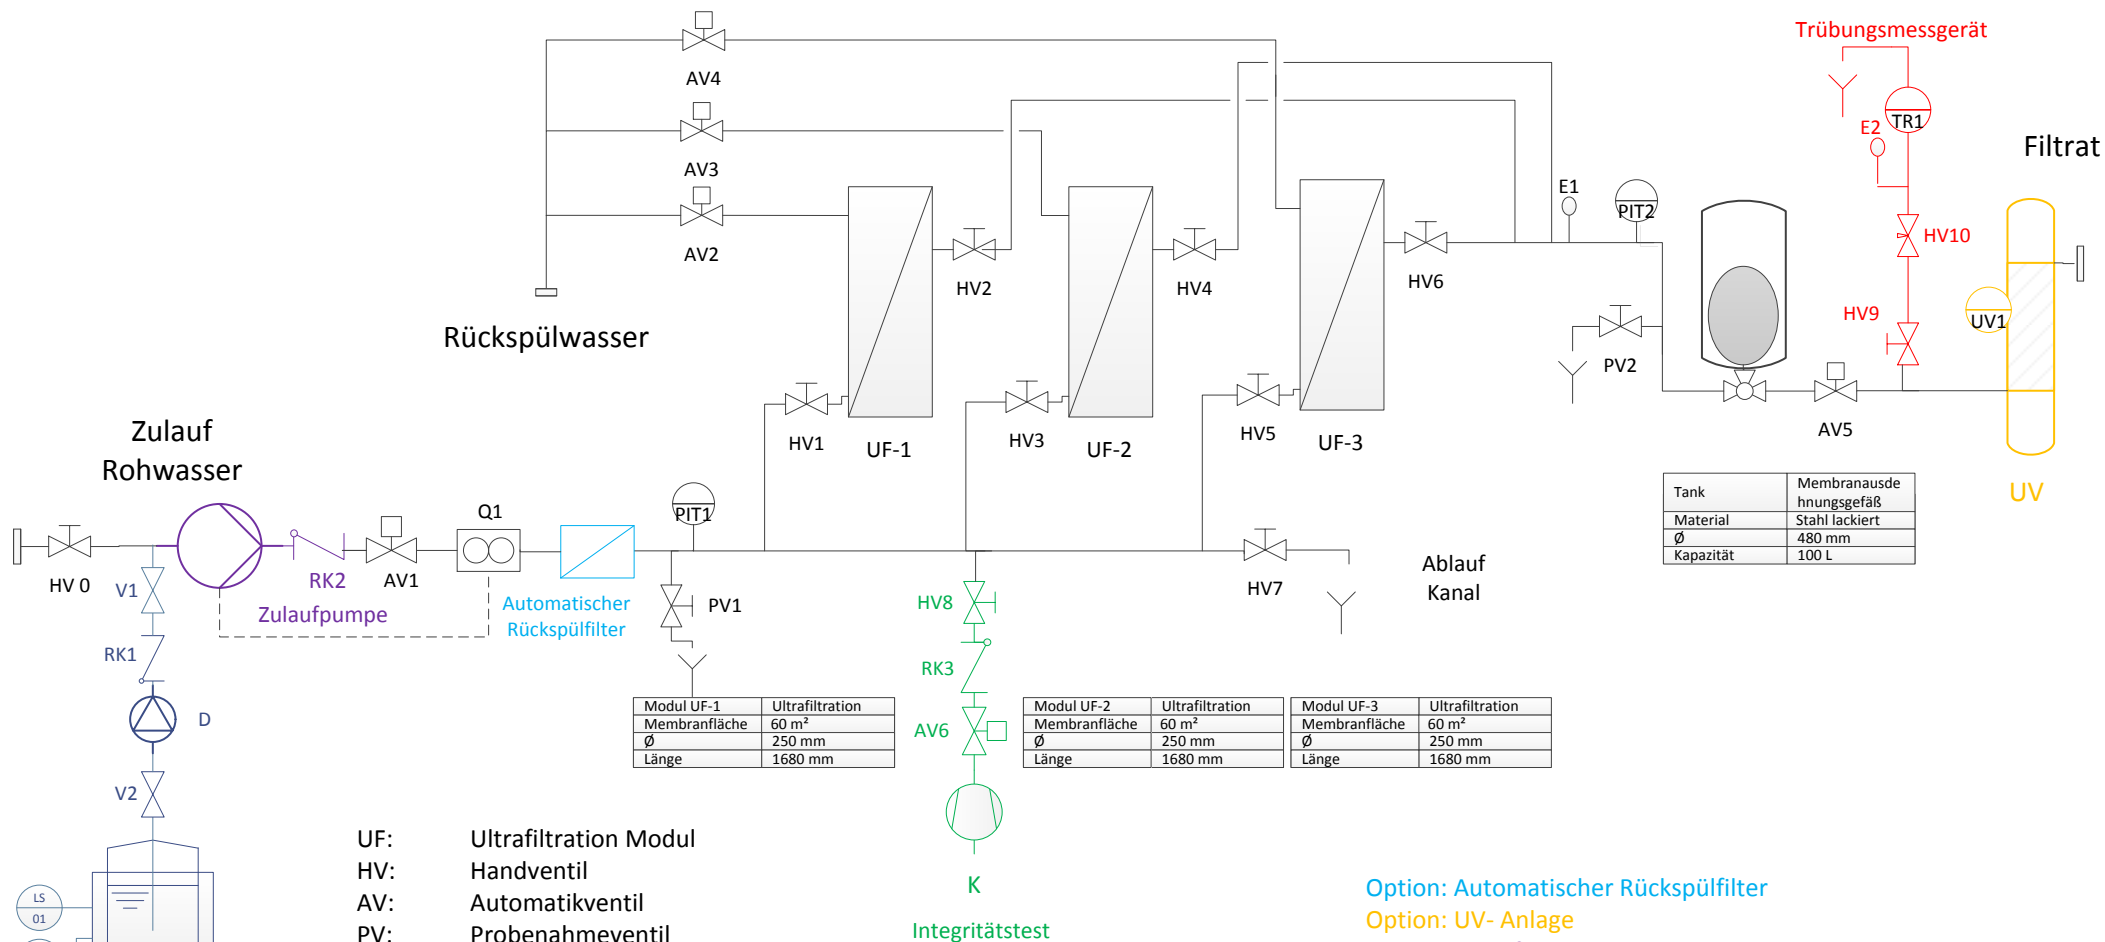 Trübungsmessgerät
AV4
TR1
E2
Filtrat
AV3
E1
PIT2
AV2
HV10
HV2
HV4
HV6
HV9
UV1
Rückspülwasser
PV2
Zulauf
Rohwasser
HV1
UF-1
HV3
UF-2
HV5
UF-3
AV5
UV
Tank Membranausde
hnungsgefäß
Material Stahl lackiert
Ø 480 mm
Kapazität 100 L
Q1
PIT1
HV 0
V1
RK2
AV1
Zulaufpumpe
Automatischer
Rückspülfilter
PV1
HV8
HV7
Ablauf
Kanal
RK1
RK3
D
AV6
V2
Modul UF-1 Ultrafiltration
Membranfläche 60 m²
Ø 250 mm
Länge 1680 mm
Modul UF-2 Ultrafiltration
Membranfläche 60 m²
Ø 250 mm
Länge 1680 mm
Modul UF-3 Ultrafiltration
Membranfläche 60 m²
Ø 250 mm
Länge 1680 mm
UF: Ultrafiltration Modul
HV: Handventil
AV: Automatikventil
PV: Probenahmeventil
K
Integritätstest
LS
01
Option: Automatischer Rückspülfilter
Option: UV- Anlage